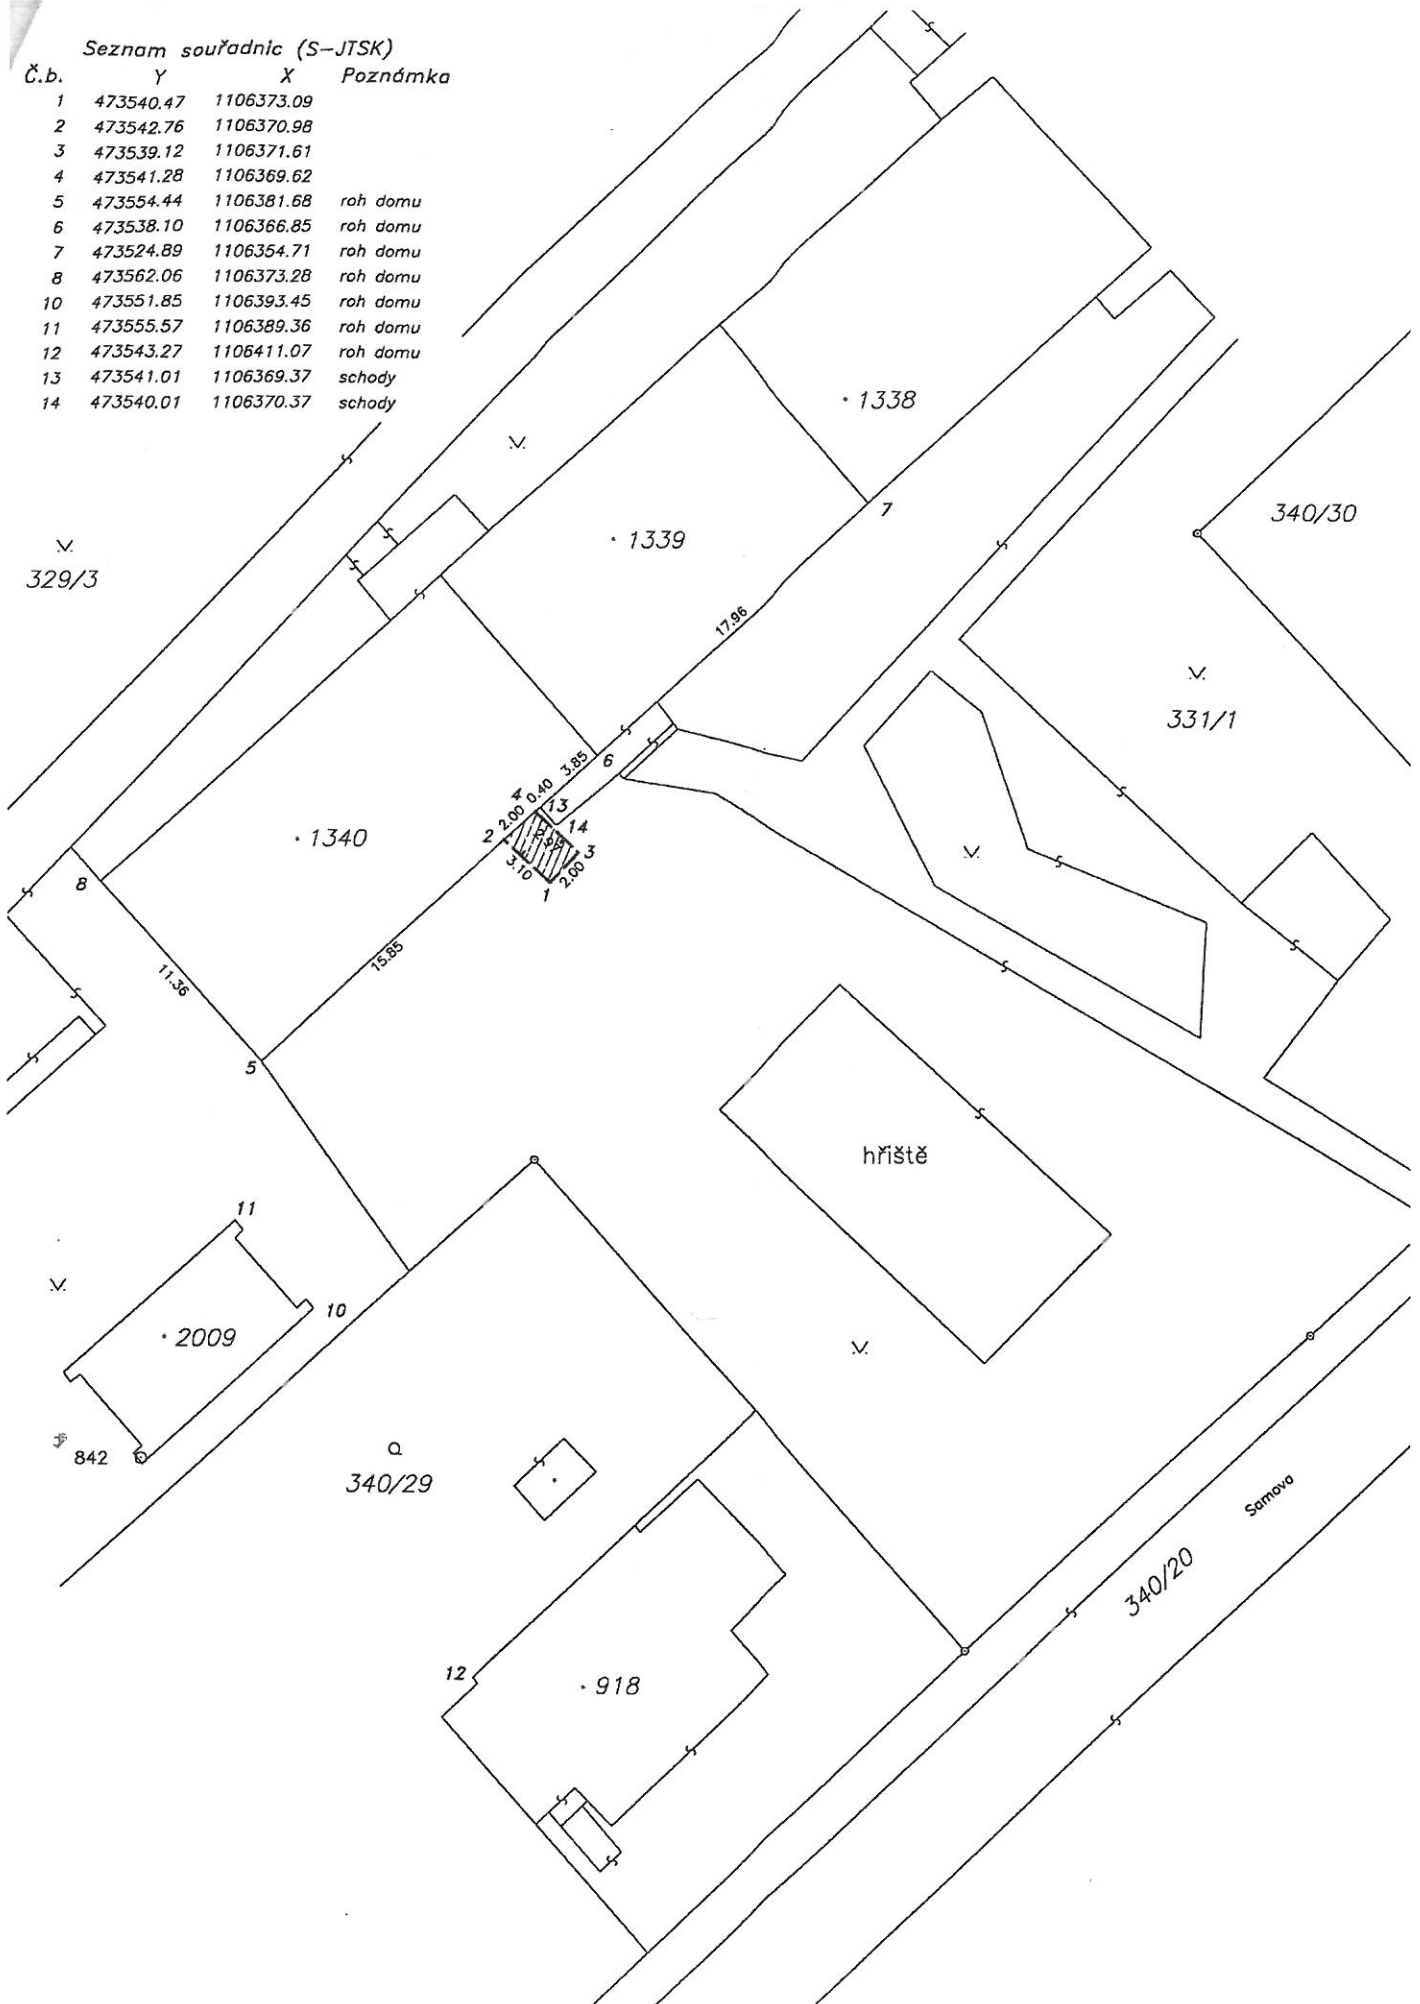 Seznam souřadnic (S-JTSK)
Č.b. Y X Poznámka
1 473540.47 1106373.09
2 473542.76 1106370.98
3 473539.12 1106371.61
4 473541.28 1106369.62
5 473554.44 1106381.68 roh domu
6 473538.10 1106366.85 roh domu
7 473524.89 1106354.71 roh domu
8 473562.06 1106373.28 roh domu
10 473551.85 1106393.45 roh domu
11 473555.57 1106389.36 roh domu
12 473543.27 1106411.07 roh domu
13 473541.01 1106369.37 schody
14 473540.01 1106370.37 schody
1338
7
340/30
1339
329/3
17.96
331/1
3.85
6
0.40
4
13
2.00
14
2
1340
3
3.10
2.00
8
1
15.85
11.36
5
hřiště
11
10
2009
842
340/29
Samova
340/20
12
918